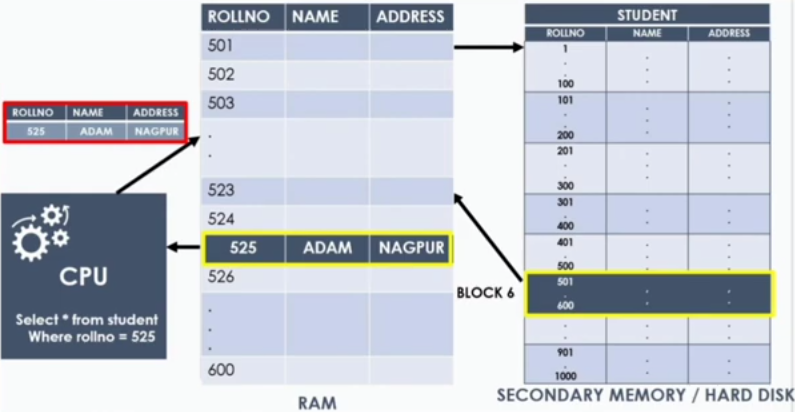 ROLLNO NAME ADDRESS
525 ADAM NAGPUR
CPU
Select * from student
Where rollno = 525
ROLLNO NAME ADDRESS
501
502
503
.
.
523
524
525 ADAM NAGPUR
526
.
.
.
600
RAM
BLOCK 6
STUDENT
ROLLNO NAME ADDRESS
1 . .
. . .
100 . .
101 . .
. . .
200 . .
201 . .
. . .
300 . .
301 . .
. . .
400 . .
401 . .
. . .
500 . .
501 . .
. . .
600 . .
. . .
. . .
901 . .
. . .
1000 . .
SECONDARY MEMORY / HARD DISK